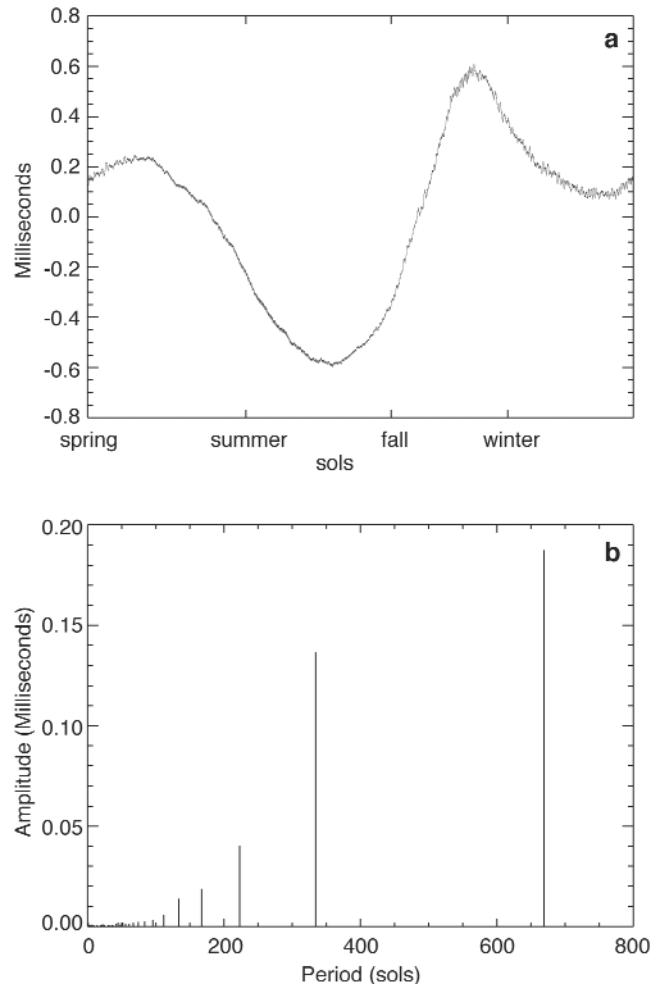 a
0.8
0.6
0.4
0.2
0.0
-0.2
-0.4
-0.6
-0.8
Milliseconds
spring summer fall winter
sols
b
0.20
0.15
0.10
0.05
0.00
Amplitude (Milliseconds)
0 200 400 600 800
Period (sols)